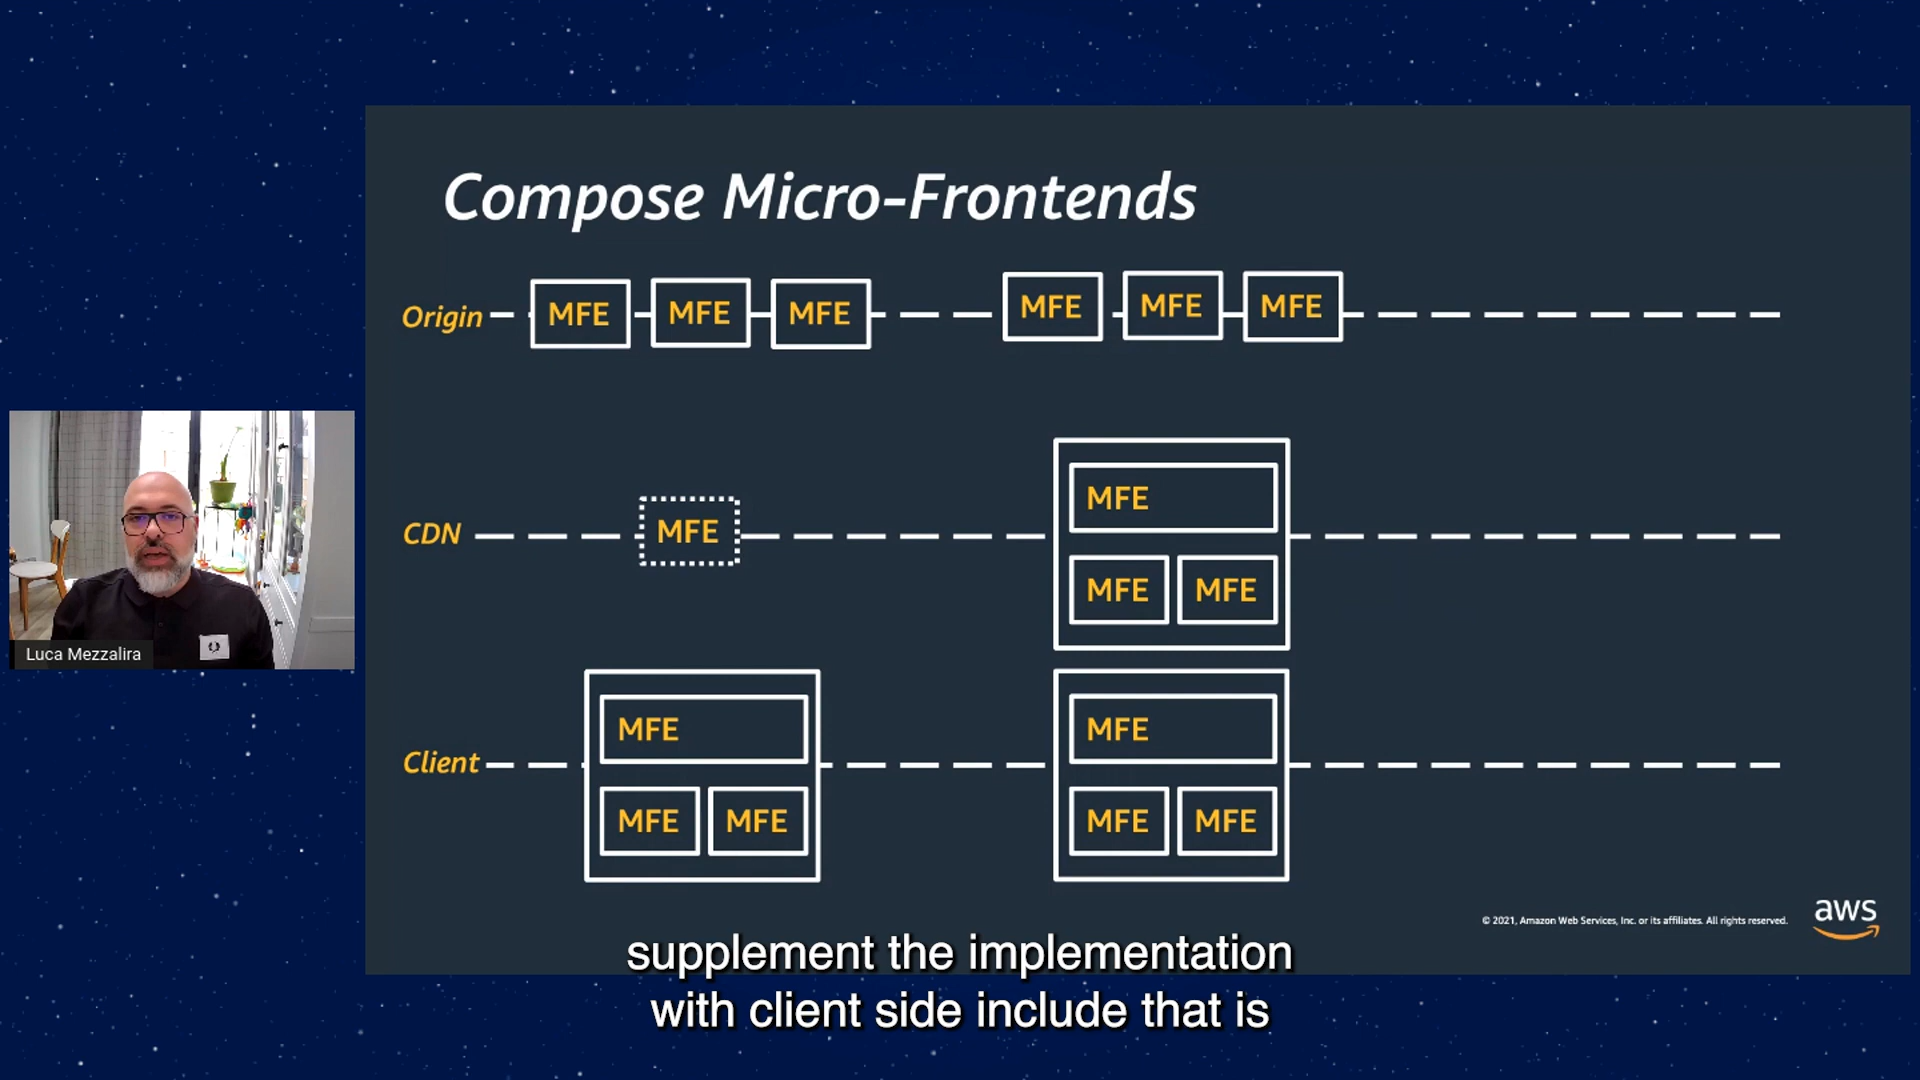 Compose Micro-Frontends
Origin
MFE MFE MFE MFE MFE MFE
CDN
MFE
MFE
MFE MFE
Client
MFE
MFE MFE
MFE
MFE MFE
Luca Mezzalira
© 2021, Amazon Web Services, Inc. or its affiliates. All rights reserved.
aws
supplement the implementation
with client side include that is